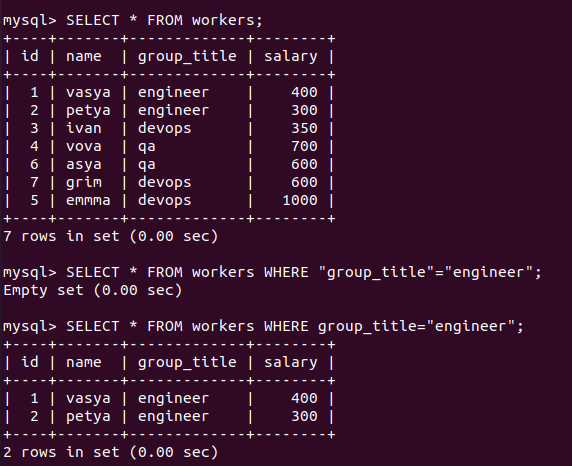 mysql> SELECT * FROM workers;
+----+-------+-------------+--------+
| id | name  | group_title | salary |
+----+-------+-------------+--------+
|  1 | vasya | engineer    |    400 |
|  2 | petya | engineer    |    300 |
|  3 | ivan  | devops      |    350 |
|  4 | vova  | qa          |    700 |
|  6 | asya  | qa          |    600 |
|  7 | grim  | devops      |    600 |
|  5 | emmma | devops      |   1000 |
+----+-------+-------------+--------+
7 rows in set (0.00 sec)
mysql> SELECT * FROM workers WHERE "group_title"="engineer";
Empty set (0.00 sec)
mysql> SELECT * FROM workers WHERE group_title="engineer";
+----+-------+-------------+--------+
| id | name  | group_title | salary |
+----+-------+-------------+--------+
|  1 | vasya | engineer    |    400 |
|  2 | petya | engineer    |    300 |
+----+-------+-------------+--------+
2 rows in set (0.00 sec)